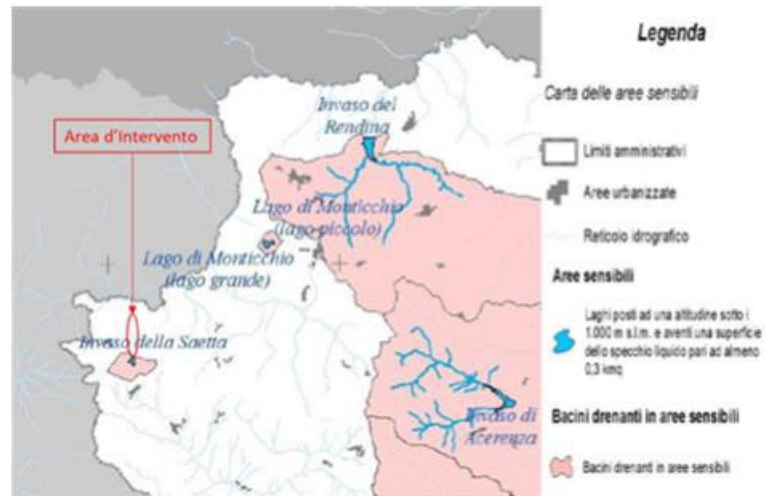 Area d'Intervento
Invaso del
Rendina
Lago di Monticchio
(lago piccolo)
Lago di Monticchio
(lago grande)
Invaso della Saetta
Invaso di
Acerenza
Legenda
Carta delle aree sensibili
Limiti amministrativi
Aree urbanizzate
Reticolo idrografico
Aree sensibili
Laghi posti ad una altitudine sotto i
1.000 m s.l.m. e aventi una superficie
dello specchio liquido pari ad almeno
0,3 kmq
Bacini drenanti in aree sensibili
Bacini drenanti in aree sensibili